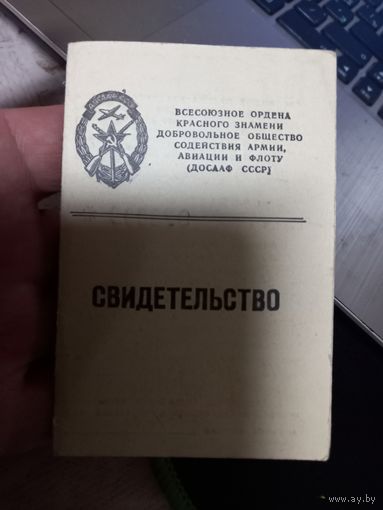 ВСЕСОЮЗНОЕ ОРДЕНА
КРАСНОГО ЗНАМЕНИ
ДОБРОВОЛЬНОЕ ОБЩЕСТВО
СОДЕЙСТВИЯ АРМИИ,
АВИАЦИИ И ФЛОТУ
(ДОСААФ СССР)
СВИДЕТЕЛЬСТВО
www.ay.by